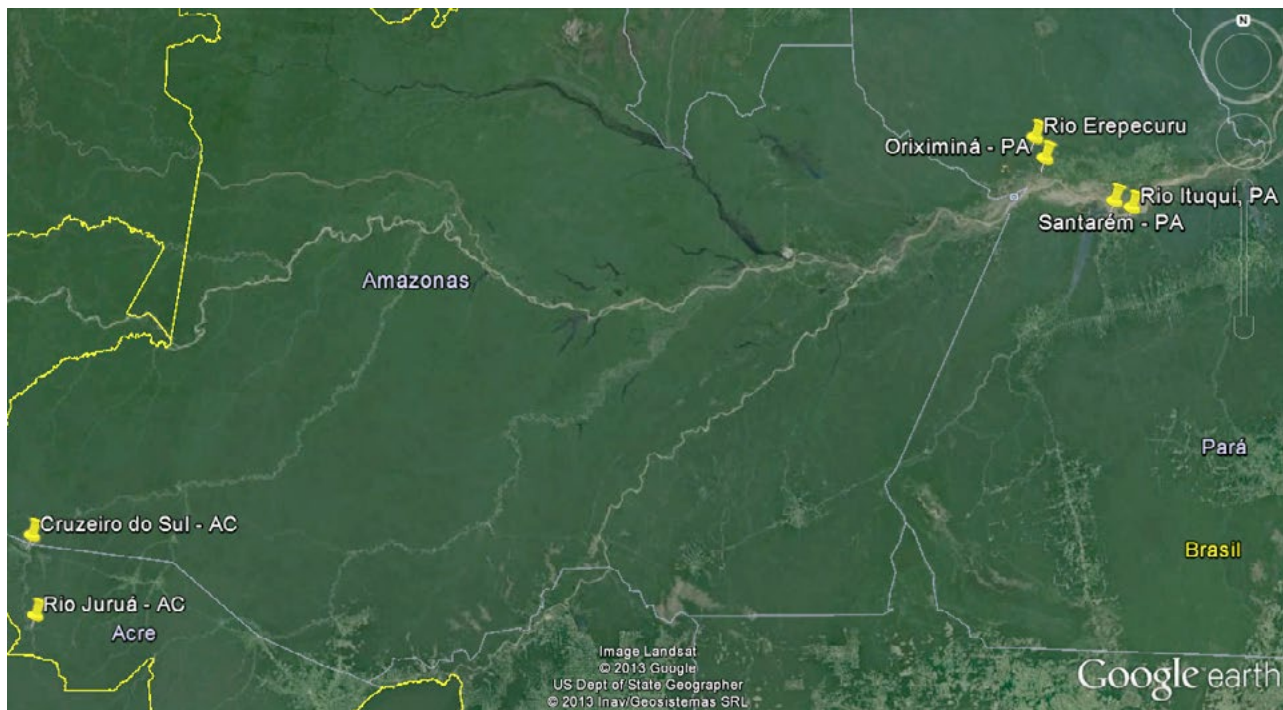 N
Rio Erepecuru
Oriximiná - PA
Rio Ituqui, PA
Santarém - PA
Amazonas
Pará
Cruzeiro do Sul - AC
Brasil
Rio Juruá - AC
Acre
Image Landsat
© 2013 Google
US Dept of State Geographer
© 2013 Inav/Geosistemas SRL
Google earth